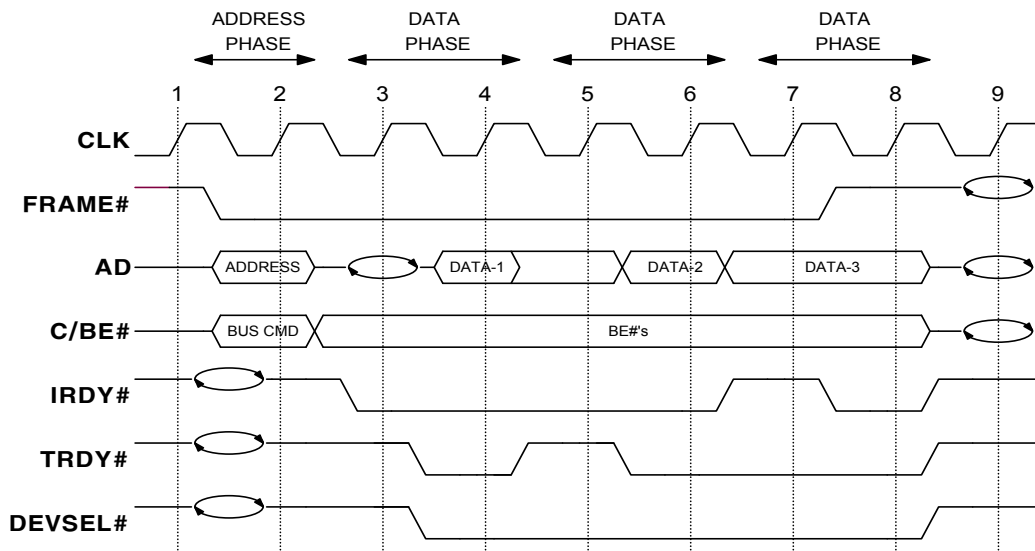 ADDRESS PHASE
DATA PHASE
DATA PHASE
DATA PHASE
1 2 3 4 5 6 7 8 9
CLK
FRAME#
AD ADDRESS DATA-1 DATA-2 DATA-3
C/BE# BUS CMD BE#'s
IRDY#
TRDY#
DEVSEL#